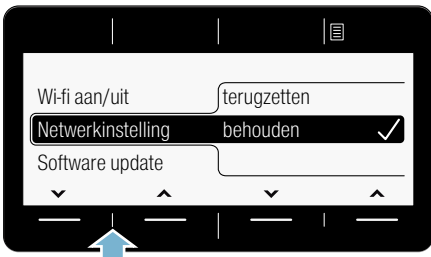 Wi-fi aan/uit terugzetten
Netwerkinstelling behouden
Software update